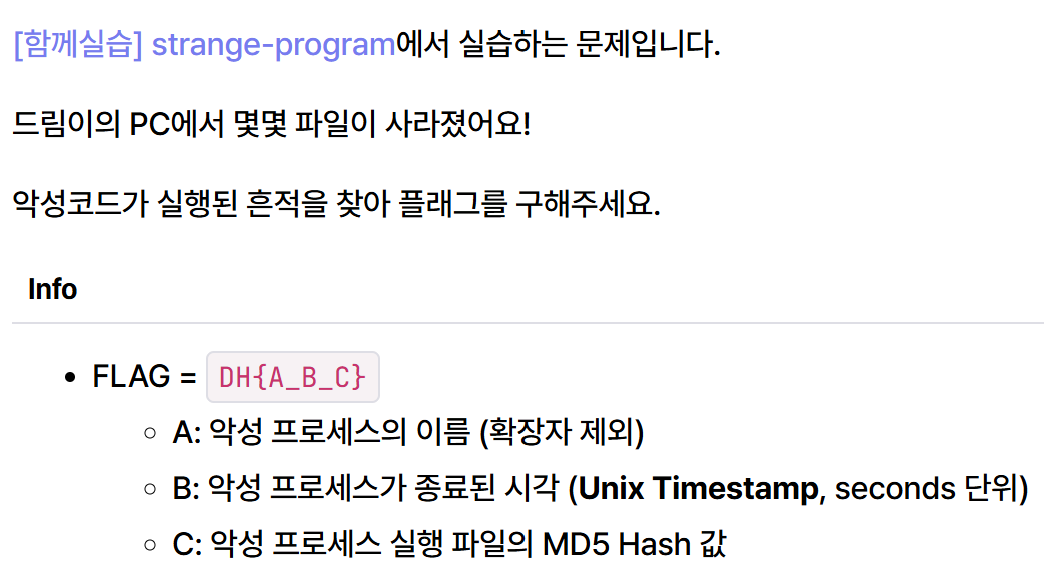 [함께실습] strange-program에서 실습하는 문제입니다.
드림이의 PC에서 몇몇 파일이 사라졌어요!
악성코드가 실행된 흔적을 찾아 플래그를 구해주세요.
Info
• FLAG = DH{A_B_C}
◦ A: 악성 프로세스의 이름 (확장자 제외)
◦ B: 악성 프로세스가 종료된 시각 (Unix Timestamp, seconds 단위)
◦ C: 악성 프로세스 실행 파일의 MD5 Hash 값